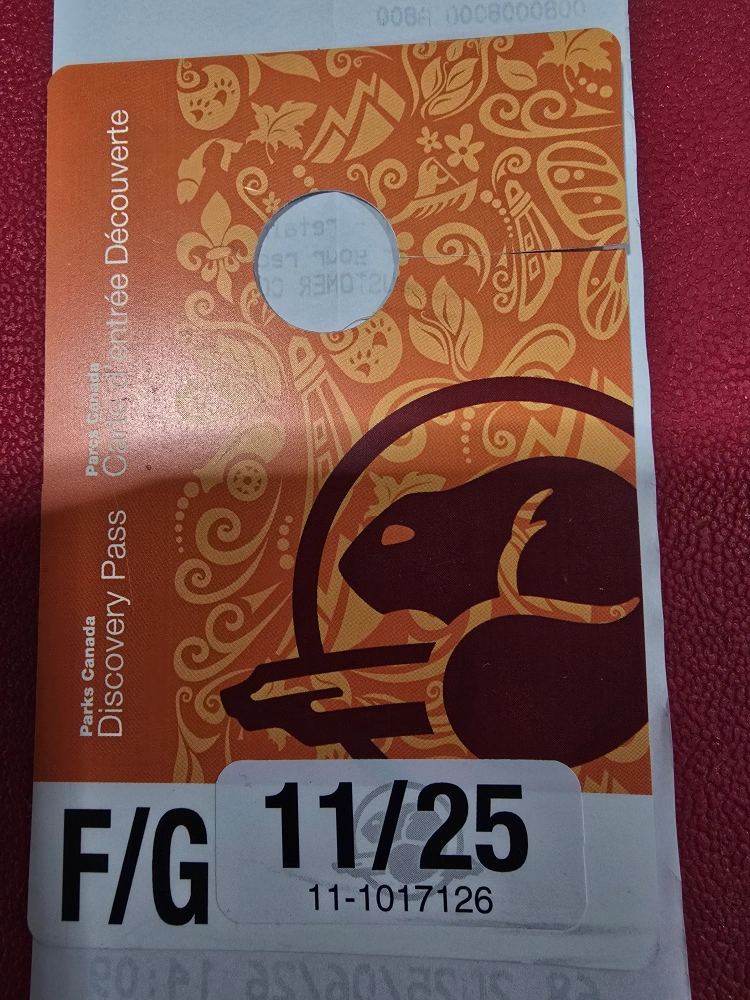 Parks Canada
Discovery Pass
Parcs Canada
Carte d'entrée Découverte
F/G
11/25
11-1017126